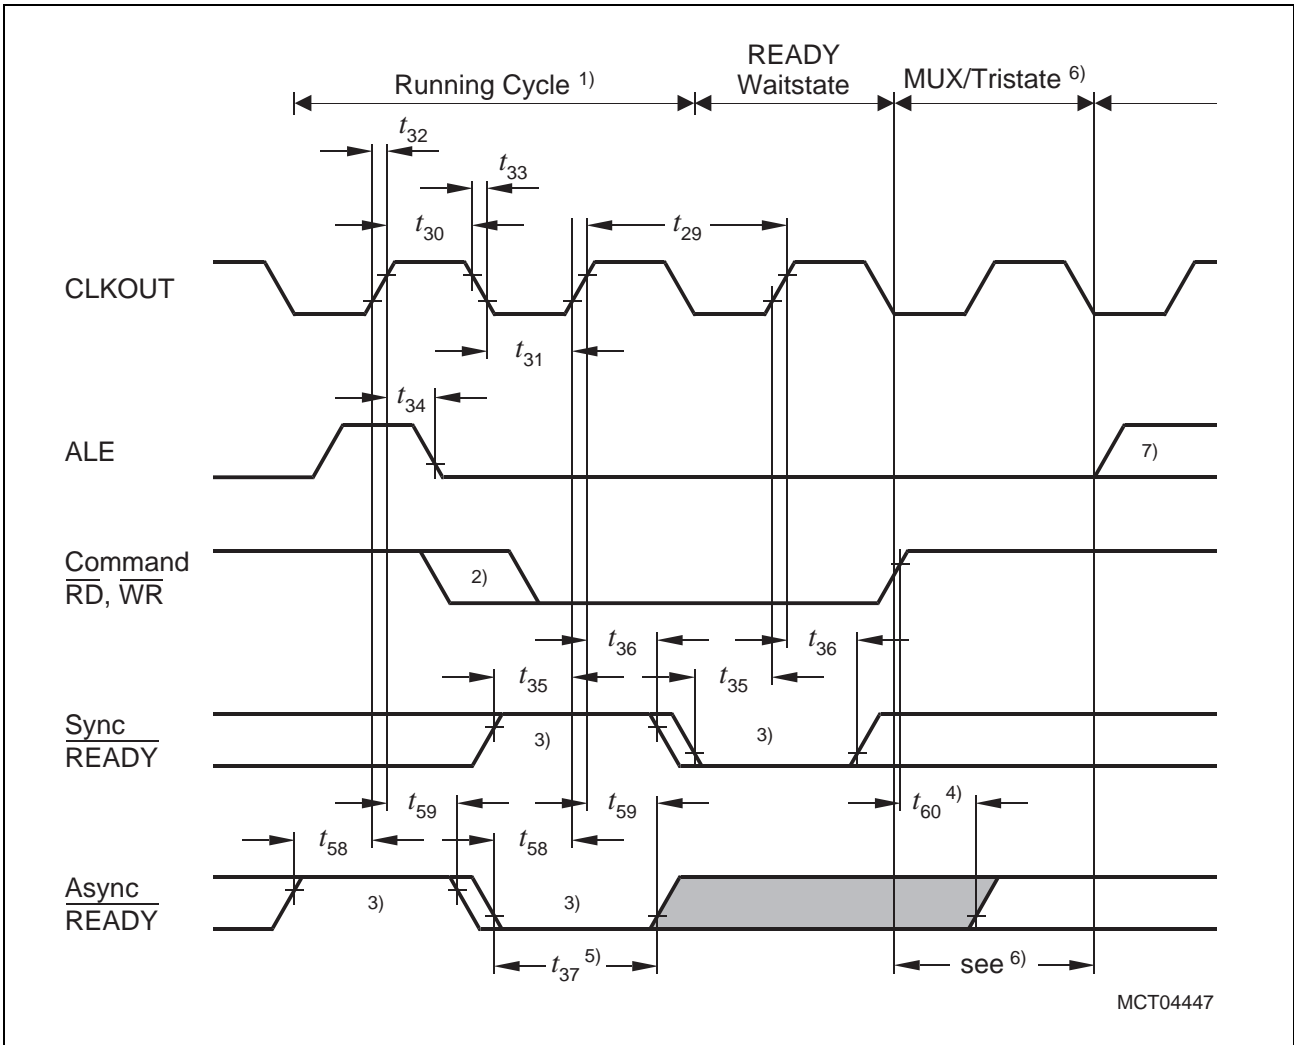 READY
Running Cycle 1) Waitstate MUX/Tristate 6)
t32
t33
t30 t29
CLKOUT
t31
t34
ALE 7)
Command
RD, WR 2)
t36 t36
t35 t35
Sync
READY 3) 3)
t59 t59 t60 4)
t58 t58
Async
READY 3) 3)
t37 5) see 6)
MCT04447